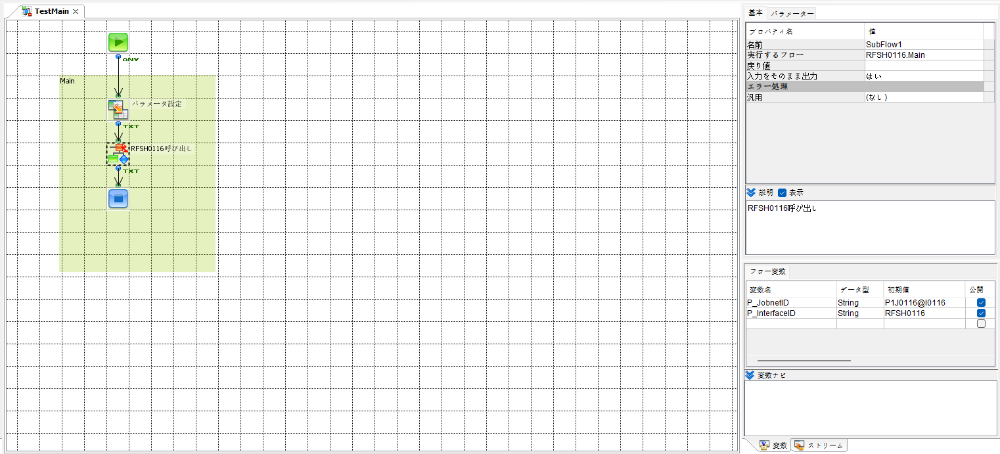 TestMain
ANY
Main
パラメータ設定
TXT
RFSH0116呼び出し
TXT
基本 パラメーター
プロパティ名 値
名前 SubFlow1
実行するフロー RFSH0116.Main
戻り値
入力をそのまま出力 はい
エラー処理
汎用 (なし)
説明 表示
RFSH0116呼び出し
フロー変数
変数名 データ型 初期値 公開
P_JobnetID String P1J0116@I0116
P_InterfaceID String RFSH0116
変数ナビ
変数 ストリーム